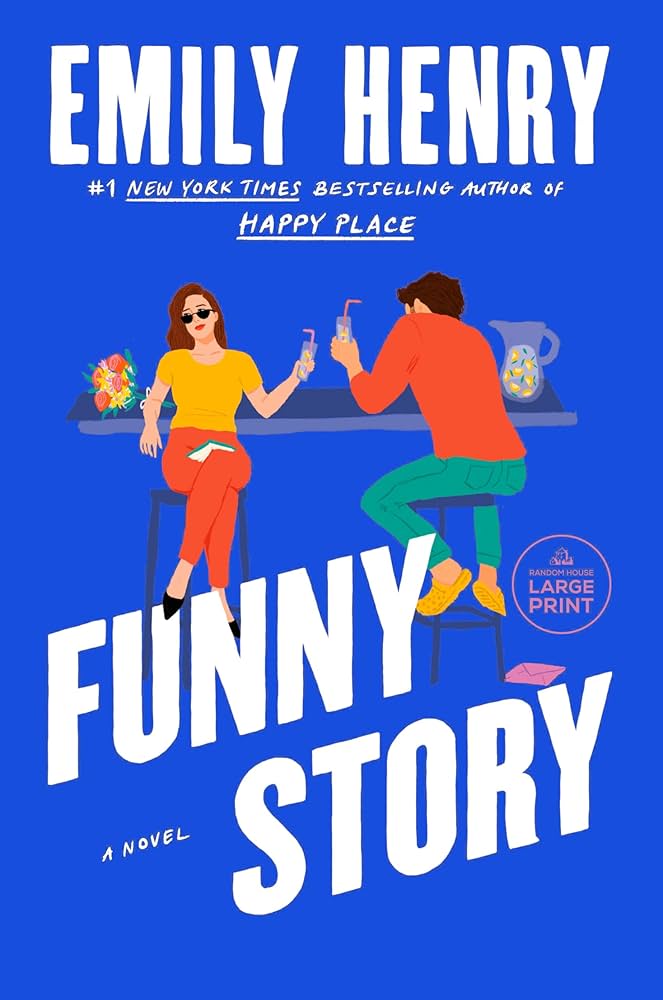 EMILY HENRY
#1 NEW YORK TIMES BESTSELLING AUTHOR OF
HAPPY PLACE
RANDOM HOUSE
LARGE
PRINT
FUNNY
STORY
A NOVEL